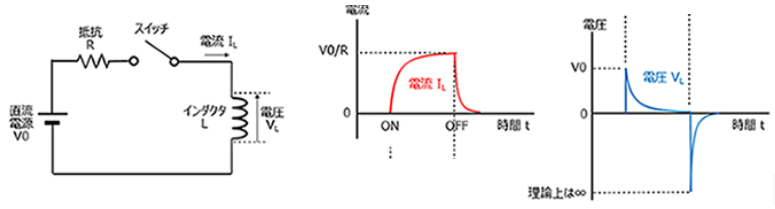 抵抗
R
スイッチ
電流 IL
直流
電源
V0
インダクタ
L
電圧
VL
電流
V0/R
電流 IL
0
ON
OFF
時間 t
電圧
V0
電圧 VL
0
時間 t
理論上は∞